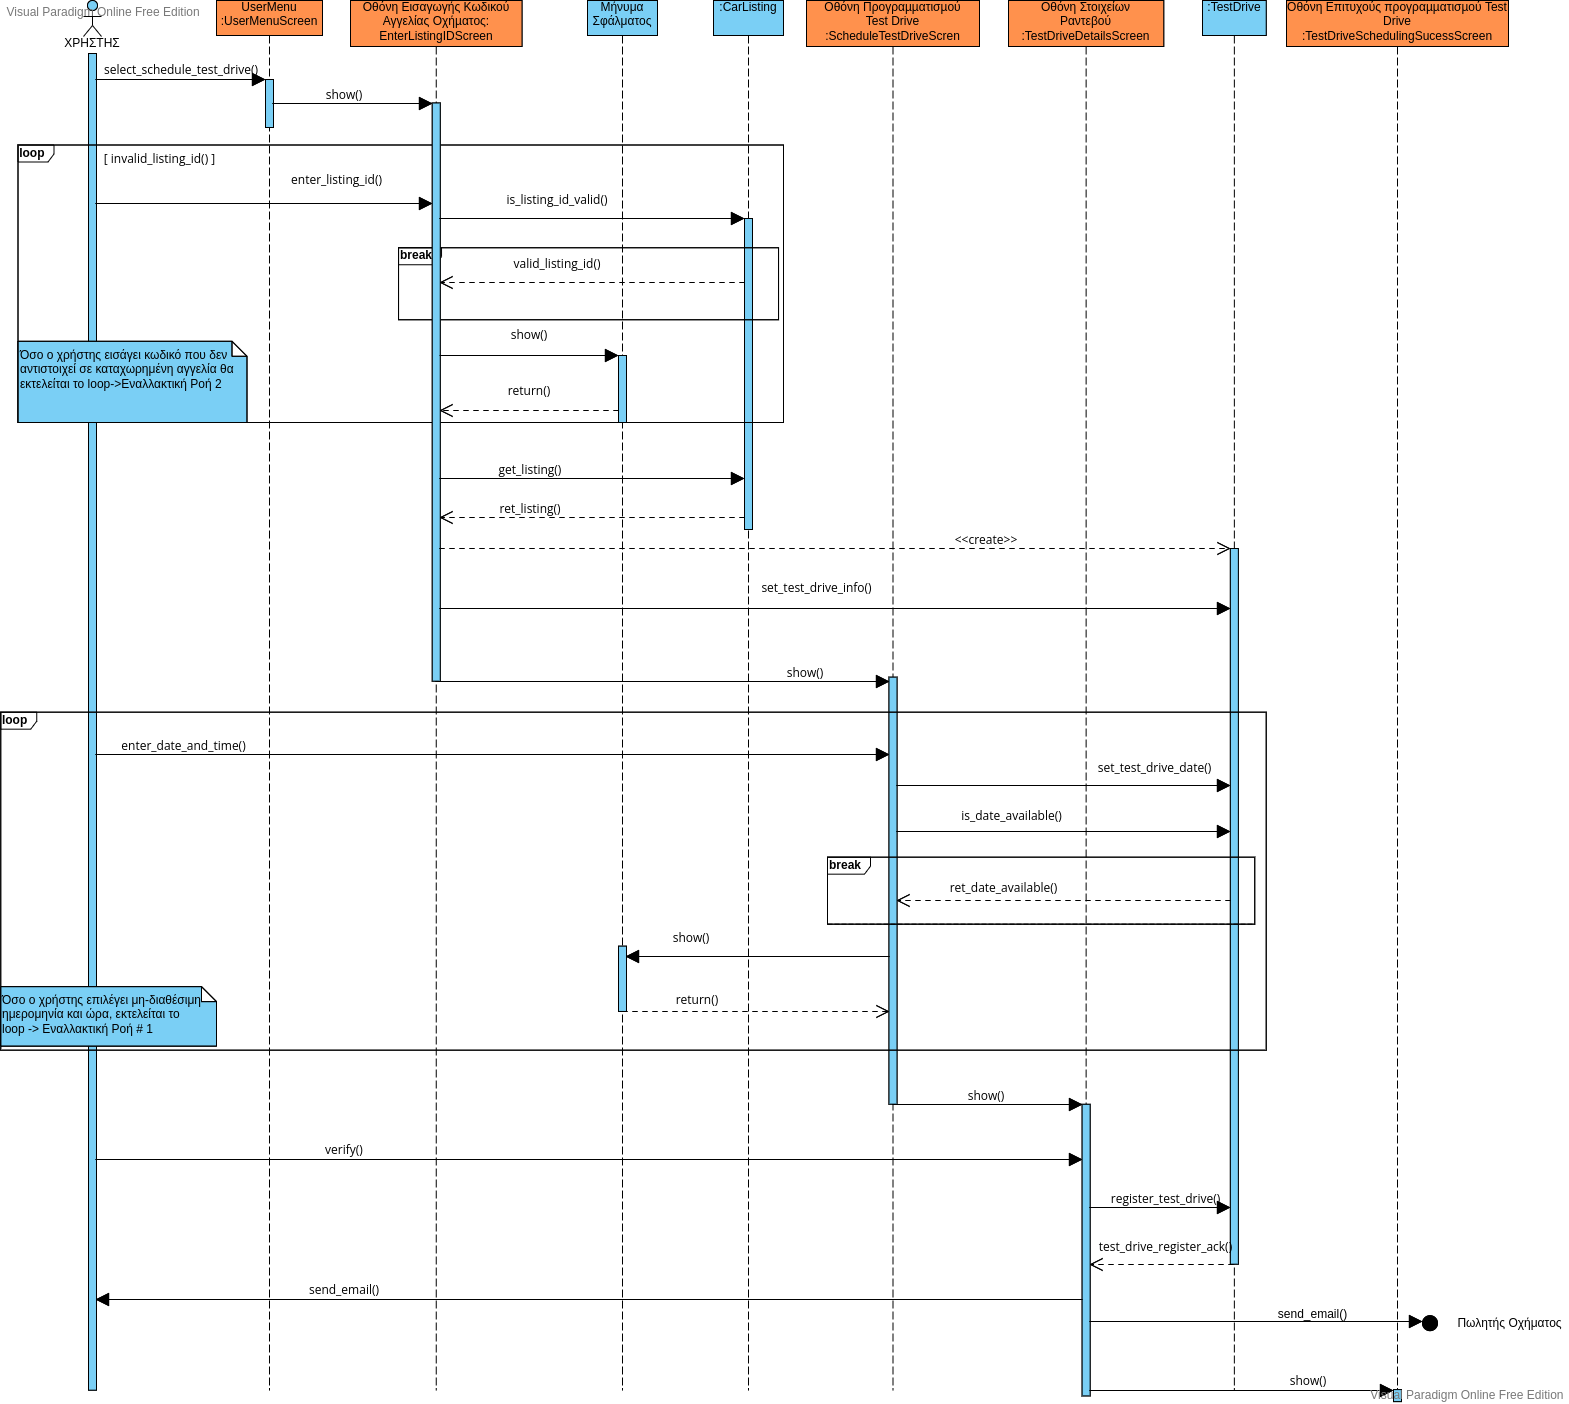 Visual Paradigm Online Free Edition
ΧΡΗΣΤΗΣ
UserMenu
:UserMenuScreen
Οθόνη Εισαγωγής Κωδικού
Αγγελίας Οχήματος:
EnterListingIDScreen
Μήνυμα
Σφάλματος
:CarListing
Οθόνη Προγραμματισμού
Test Drive
:ScheduleTestDriveScren
Οθόνη Στοιχείων
Ραντεβού
:TestDriveDetailsScreen
:TestDrive
Οθόνη Επιτυχούς προγραμματισμού Test
Drive
:TestDriveSchedulingSucessScreen
select_schedule_test_drive()
show()
loop
[ invalid_listing_id() ]
enter_listing_id()
is_listing_id_valid()
break
valid_listing_id()
show()
Όσο ο χρήστης εισάγει κωδικό που δεν
αντιστοιχεί σε καταχωρημένη αγγελία θα
εκτελείται το loop->Εναλλακτική Ροή 2
return()
get_listing()
ret_listing()
<<create>>
set_test_drive_info()
show()
loop
enter_date_and_time()
set_test_drive_date()
is_date_available()
break
ret_date_available()
show()
return()
Όσο ο χρήστης επιλέγει μη-διαθέσιμη
ημερομηνία και ώρα, εκτελείται το
loop -> Εναλλακτική Ροή # 1
show()
verify()
register_test_drive()
test_drive_register_ack()
send_email()
send_email()
Πωλητής Οχήματος
show()
Visual Paradigm Online Free Edition